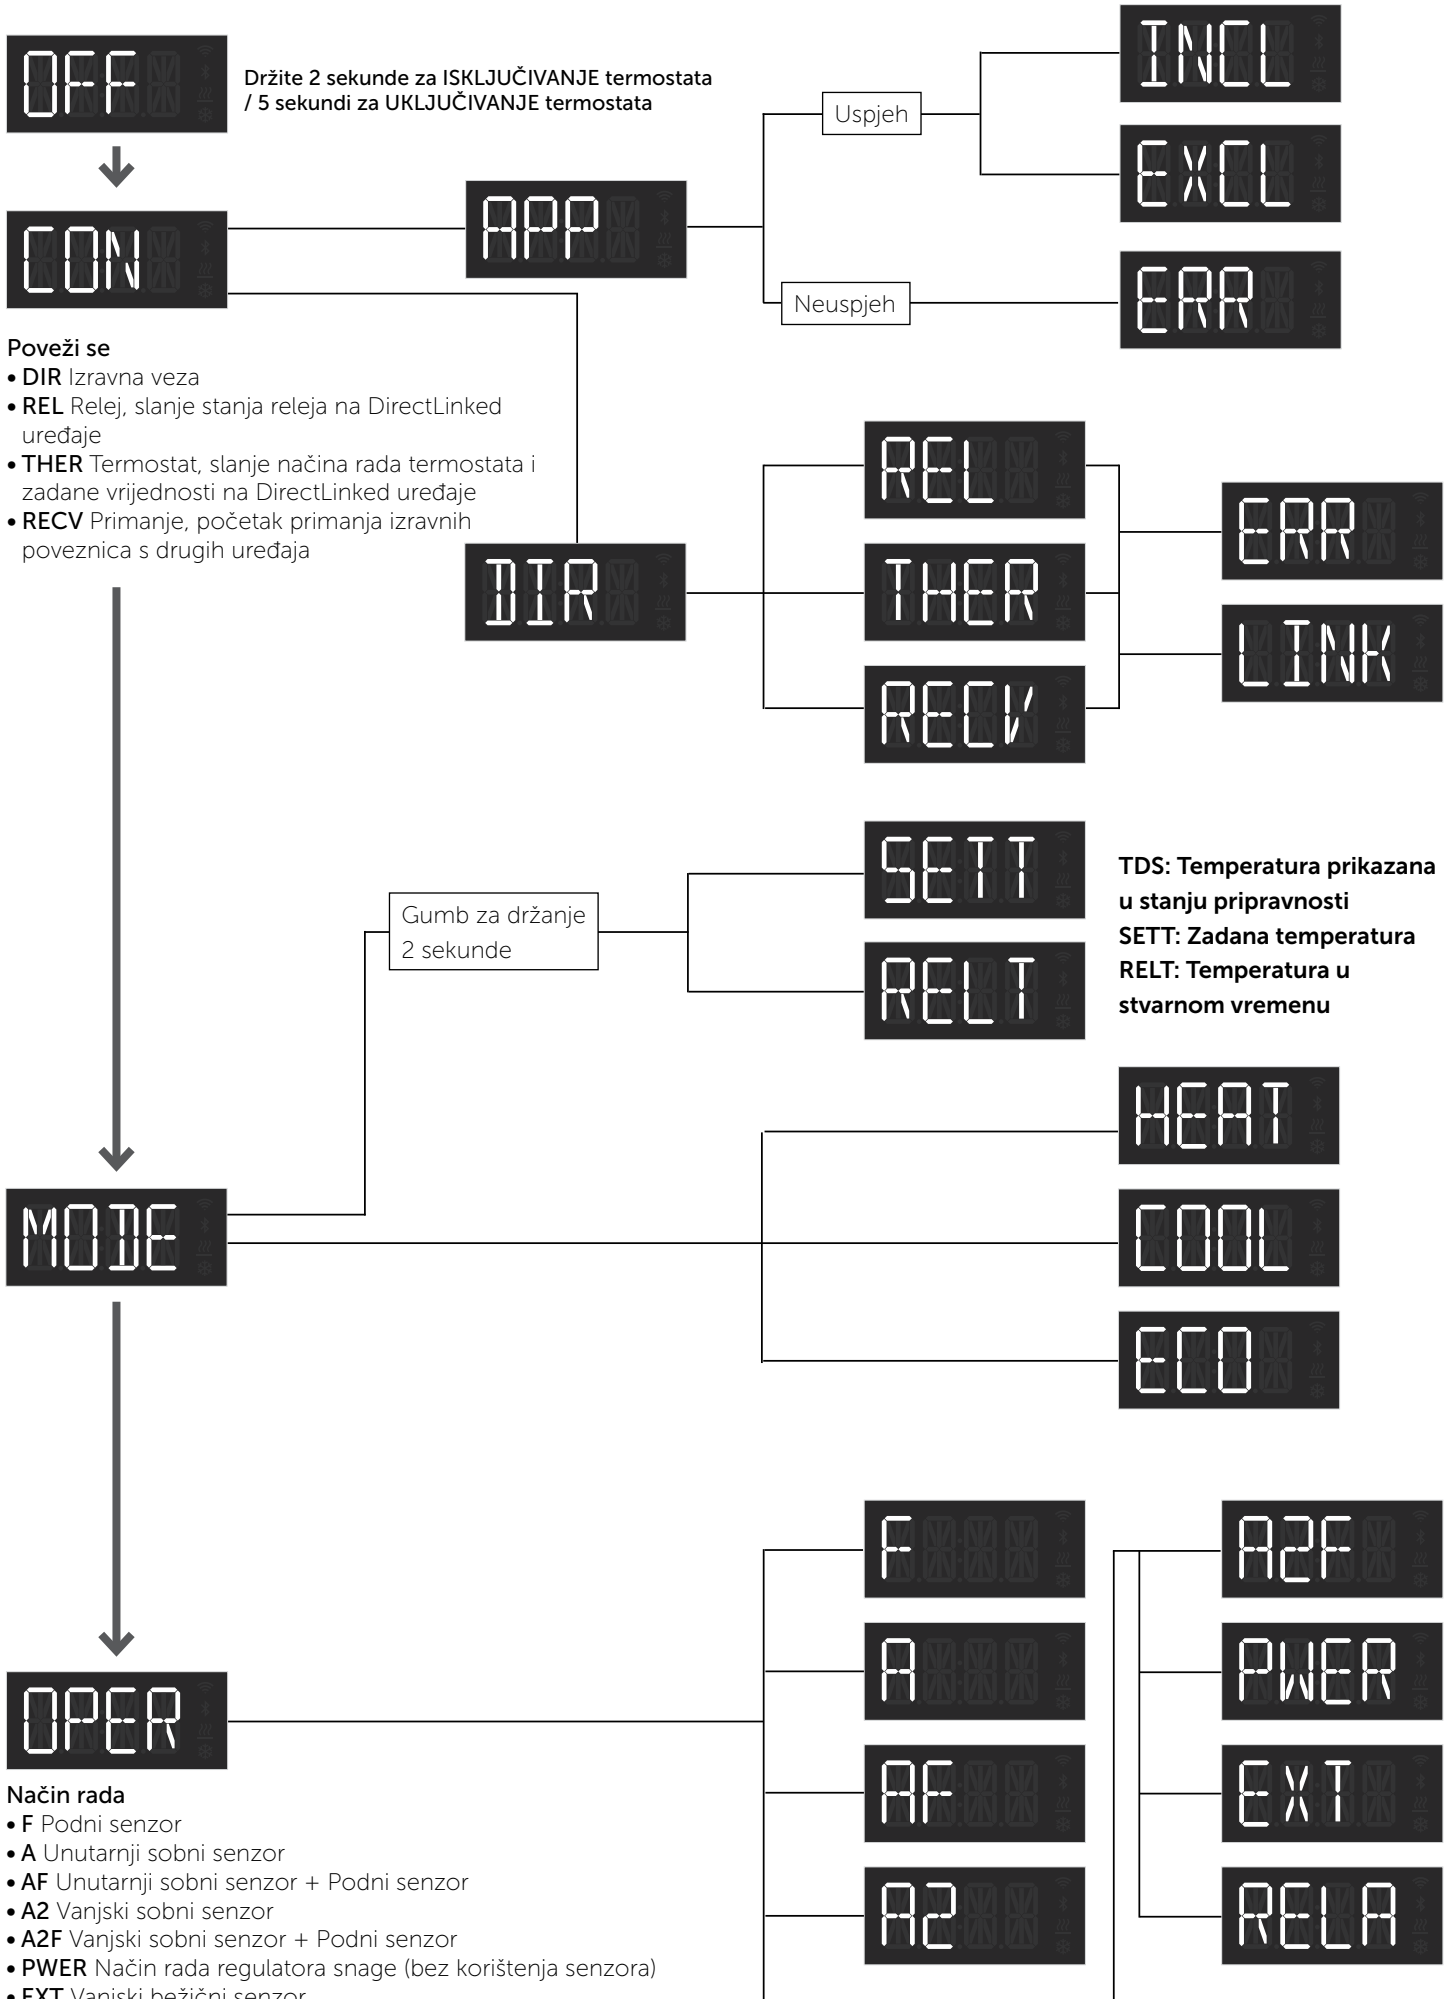 OFF
Držite 2 sekunde za ISKLJUČIVANJE termostata
/ 5 sekundi za UKLJUČIVANJE termostata
CON
APP
Uspjeh
INCL
EXCL
Neuspjeh
ERR
Poveži se
• DIR Izravna veza
• REL Relej, slanje stanja releja na DirectLinked
uređaje
• THER Termostat, slanje načina rada termostata i
zadane vrijednosti na DirectLinked uređaje
• RECV Primanje, početak primanja izravnih
poveznica s drugih uređaja
DIR
REL
THER
RECV
ERR
LINK
Gumb za držanje
2 sekunde
SETT
RELT
TDS: Temperatura prikazana
u stanju pripravnosti
SETT: Zadana temperatura
RELT: Temperatura u
stvarnom vremenu
MODE
HEAT
COOL
ECO
OPER
F
A
AF
A2
A2F
PWER
EXT
RELA
Način rada
• F Podni senzor
• A Unutarnji sobni senzor
• AF Unutarnji sobni senzor + Podni senzor
• A2 Vanjski sobni senzor
• A2F Vanjski sobni senzor + Podni senzor
• PWER Način rada regulatora snage (bez korištenja senzora)
• EXT Vanjski bežični senzor